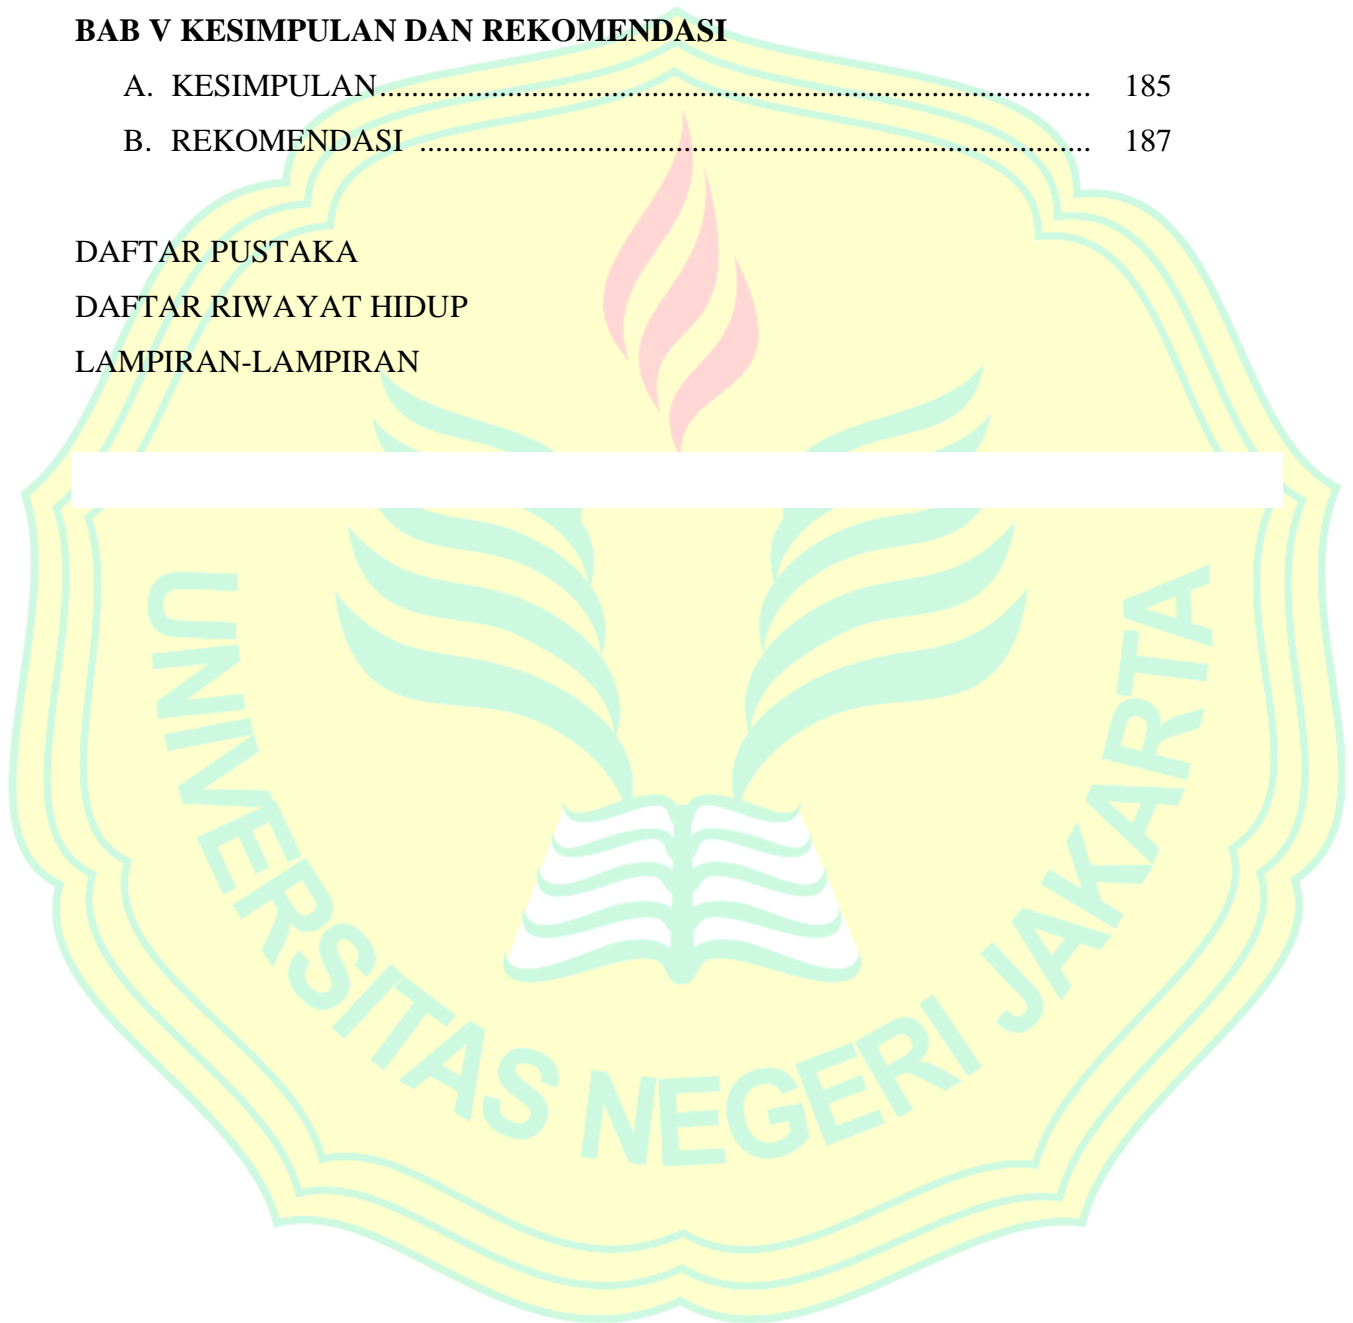 BAB V KESIMPULAN DAN REKOMENDASI
A. KESIMPULAN........................................................................................ 185
B. REKOMENDASI ................................................................................... 187
DAFTAR PUSTAKA
DAFTAR RIWAYAT HIDUP
LAMPIRAN-LAMPIRAN
UNIVERSITAS NEGERI JAKARTA